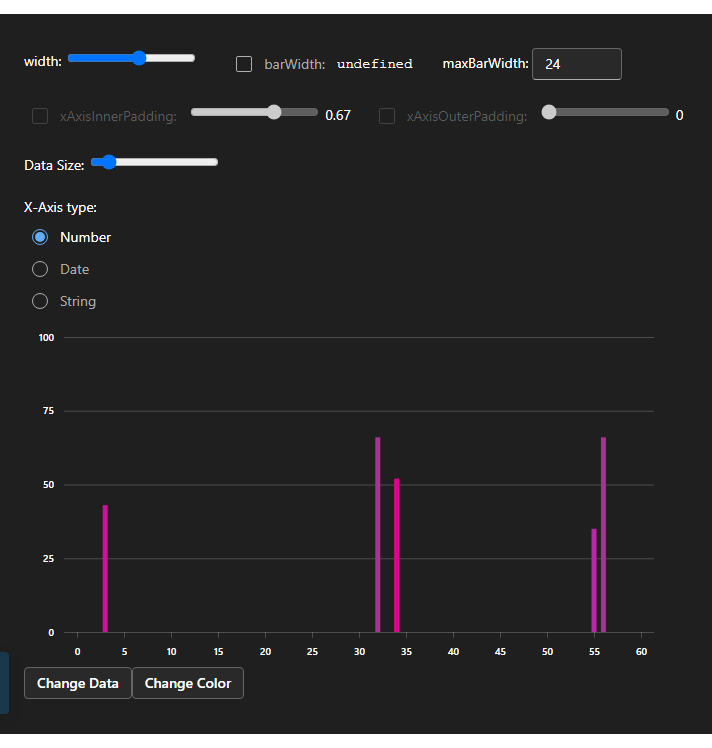 width: barWidth: undefined maxBarWidth: 24
xAxisInnerPadding: 0.67 xAxisOuterPadding: 0
Data Size:
X-Axis type:
Number
Date
String
100
75
50
25
0
0 5 10 15 20 25 30 35 40 45 50 55 60
Change Data Change Color